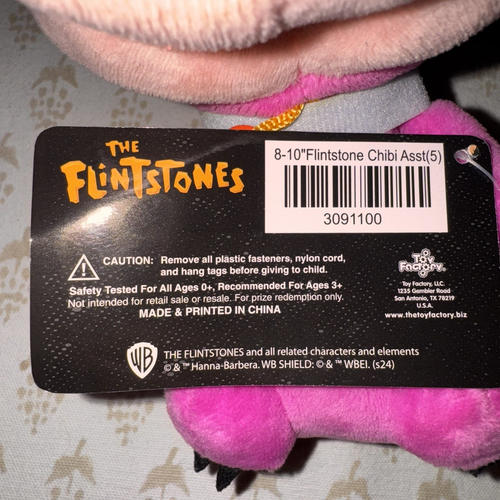 THE
FLINTSTONES
8-10"Flintstone Chibi Asst(5)
3091100
CAUTION: Remove all plastic fasteners, nylon cord,
and hang tags before giving to child.
Safety Tested For All Ages 0+, Recommended For Ages 3+
Not intended for retail sale or resale. For prize redemption only.
MADE & PRINTED IN CHINA
Toy
Factory
Toy Factory, LLC.
1235 Gembler Road
San Antonio, TX 78219
U.S.A.
www.thetoyfactory.biz
WB
THE FLINTSTONES and all related characters and elements
©&™Hanna-Barbera. WB SHIELD: ©&™WBEI. (s24)